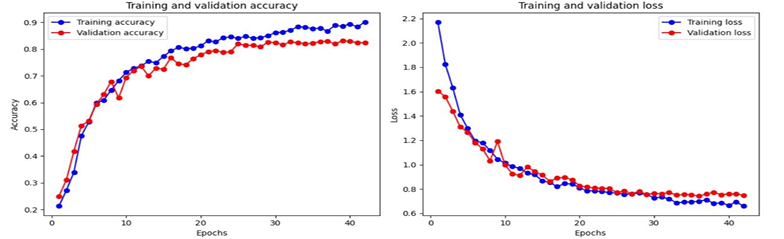 Training and validation accuracy
Training accuracy
Validation accuracy
0.9
0.8
0.7
0.6
0.5
0.4
0.3
0.2
Accuracy
0 10 20 30 40
Epochs
Training and validation loss
Training loss
Validation loss
2.2
2.0
1.8
1.6
1.4
1.2
1.0
0.8
0.6
Loss
0 10 20 30 40
Epochs